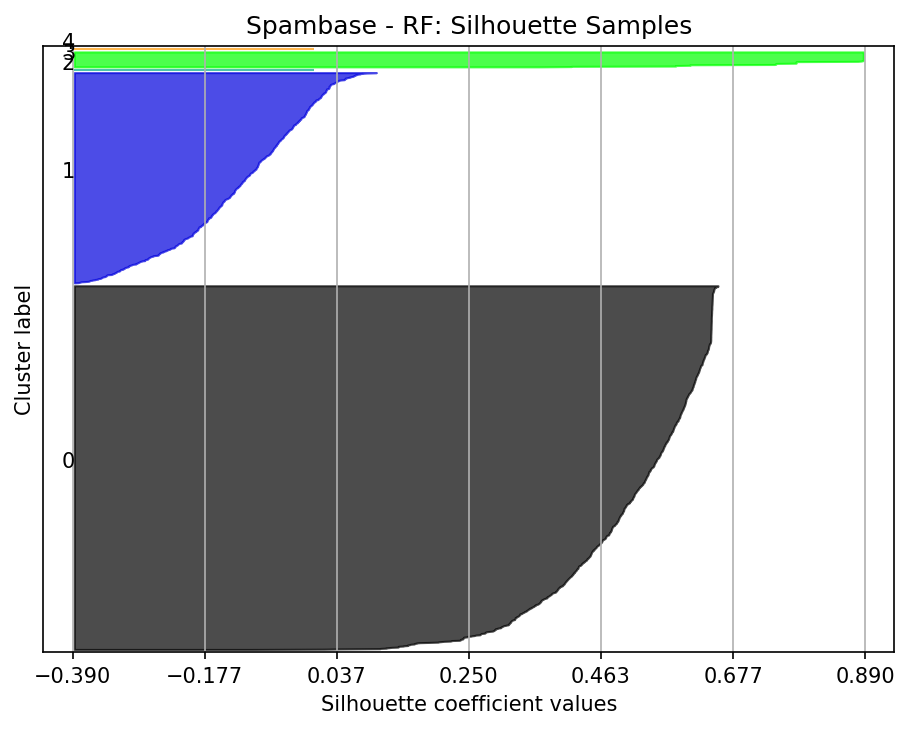 Spambase - RF: Silhouette Samples
4
3
2
1
0
Cluster label
−0.390 −0.177 0.037 0.250 0.463 0.677 0.890
Silhouette coefficient values